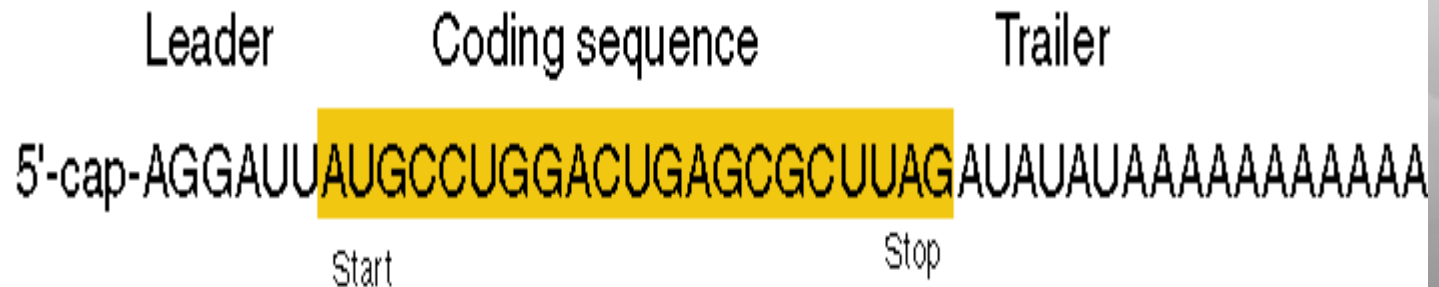 Leader Coding sequence Trailer
5'-cap-AGGAUUAUGCCUGGACUGAGCGCUUAGAUAUAUAAAAAAAAAAA
Start Stop